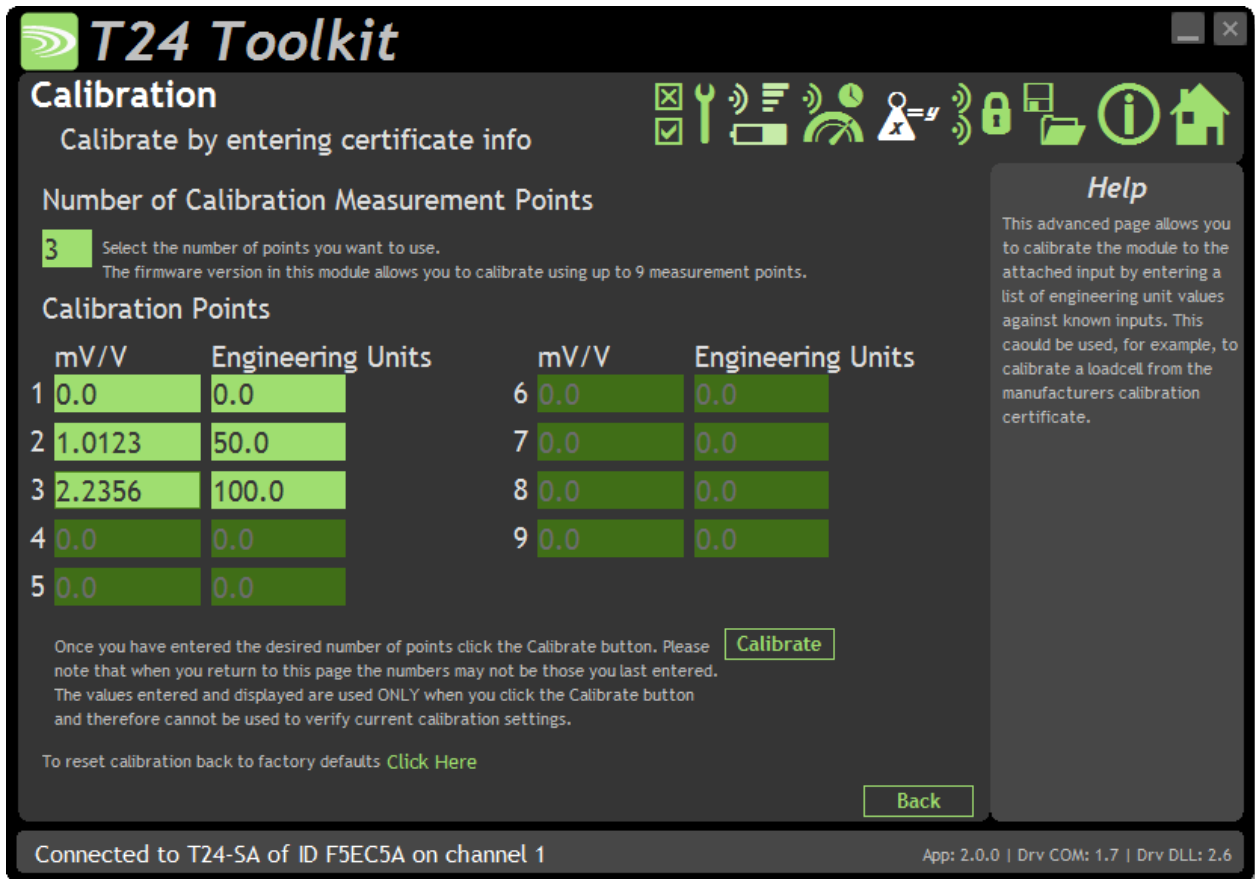 T24 Toolkit
Calibration
Calibrate by entering certificate info
x=y
Number of Calibration Measurement Points
3 Select the number of points you want to use.
The firmware version in this module allows you to calibrate using up to 9 measurement points.
Calibration Points
mV/V Engineering Units mV/V Engineering Units
1 0.0 0.0 6 0.0 0.0
2 1.0123 50.0 7 0.0 0.0
3 2.2356 100.0 8 0.0 0.0
4 0.0 0.0 9 0.0 0.0
5 0.0 0.0
Once you have entered the desired number of points click the Calibrate button. Please
note that when you return to this page the numbers may not be those you last entered.
The values entered and displayed are used ONLY when you click the Calibrate button
and therefore cannot be used to verify current calibration settings.
Calibrate
To reset calibration back to factory defaults Click Here
Back
Help
This advanced page allows you
to calibrate the module to the
attached input by entering a
list of engineering unit values
against known inputs. This
caould be used, for example, to
calibrate a loadcell from the
manufacturers calibration
certificate.
Connected to T24-SA of ID F5EC5A on channel 1
App: 2.0.0 | Drv COM: 1.7 | Drv DLL: 2.6